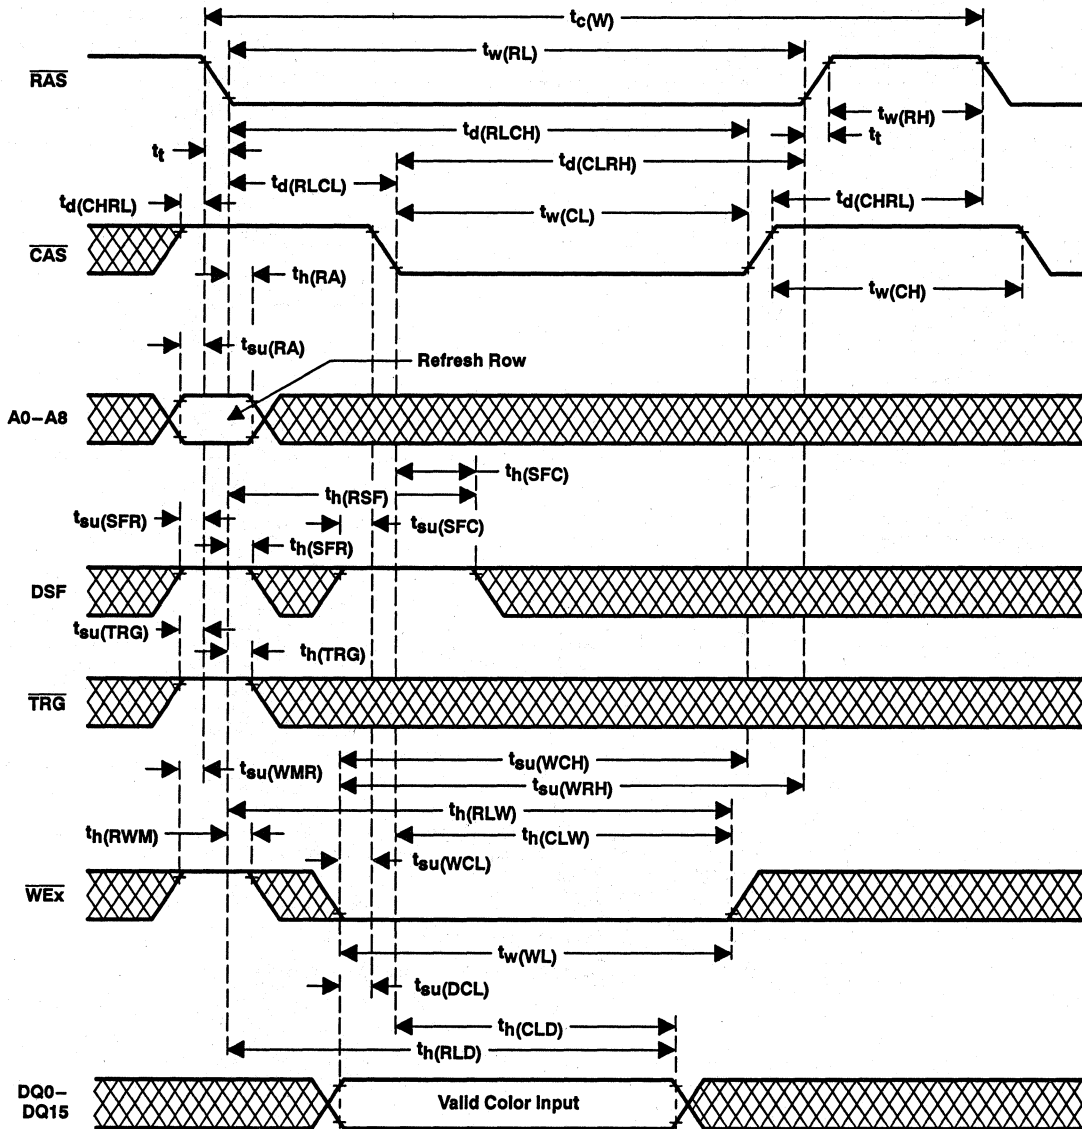 tc(W)
tw(RL)
RAS
tw(RH)
td(RLCH)
tt
tt
td(CLRH)
td(RLCL)
td(CHRL)
td(CHRL)
tw(CL)
CAS
th(RA)
tw(CH)
tsu(RA)
Refresh Row
A0–A8
th(SFC)
th(RSF)
tsu(SFR)
tsu(SFC)
th(SFR)
DSF
tsu(TRG)
th(TRG)
TRG
tsu(WCH)
tsu(WMR)
tsu(WRH)
th(RLW)
th(RWM)
th(CLW)
tsu(WCL)
WEx
tw(WL)
tsu(DCL)
th(CLD)
th(RLD)
DQ0–
DQ15
Valid Color Input